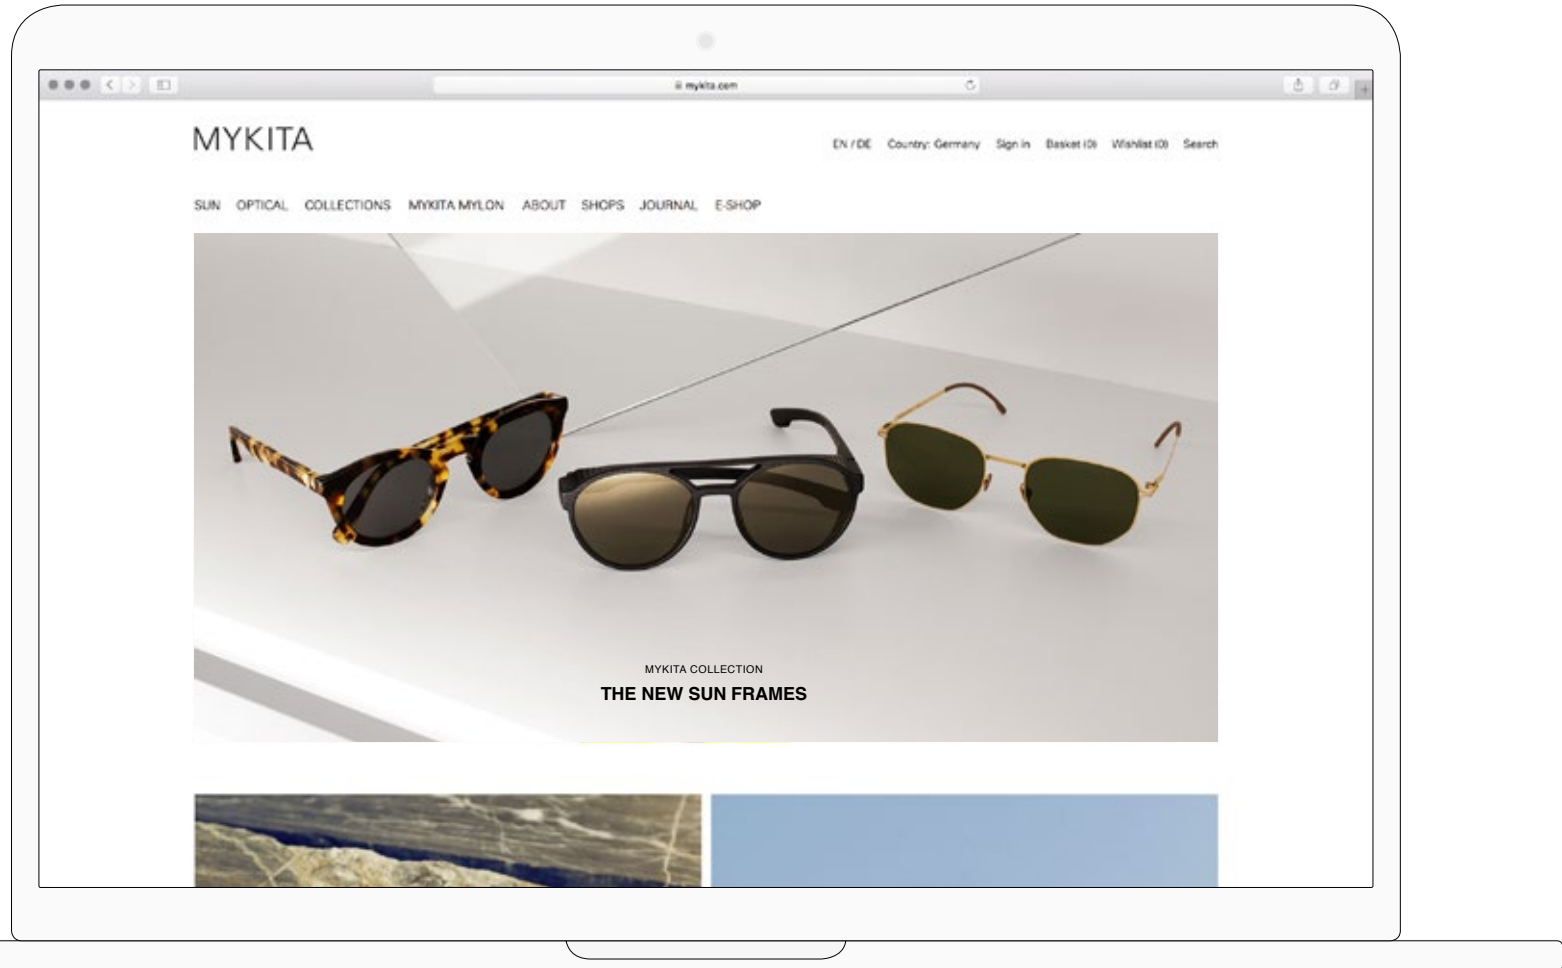 mykita.com
MYKITA
EN / DE Country: Germany Sign in Basket (0) Wishlist (0) Search
SUN OPTICAL COLLECTIONS MYKITA MYLON ABOUT SHOPS JOURNAL E-SHOP
MYKITA COLLECTION
THE NEW SUN FRAMES